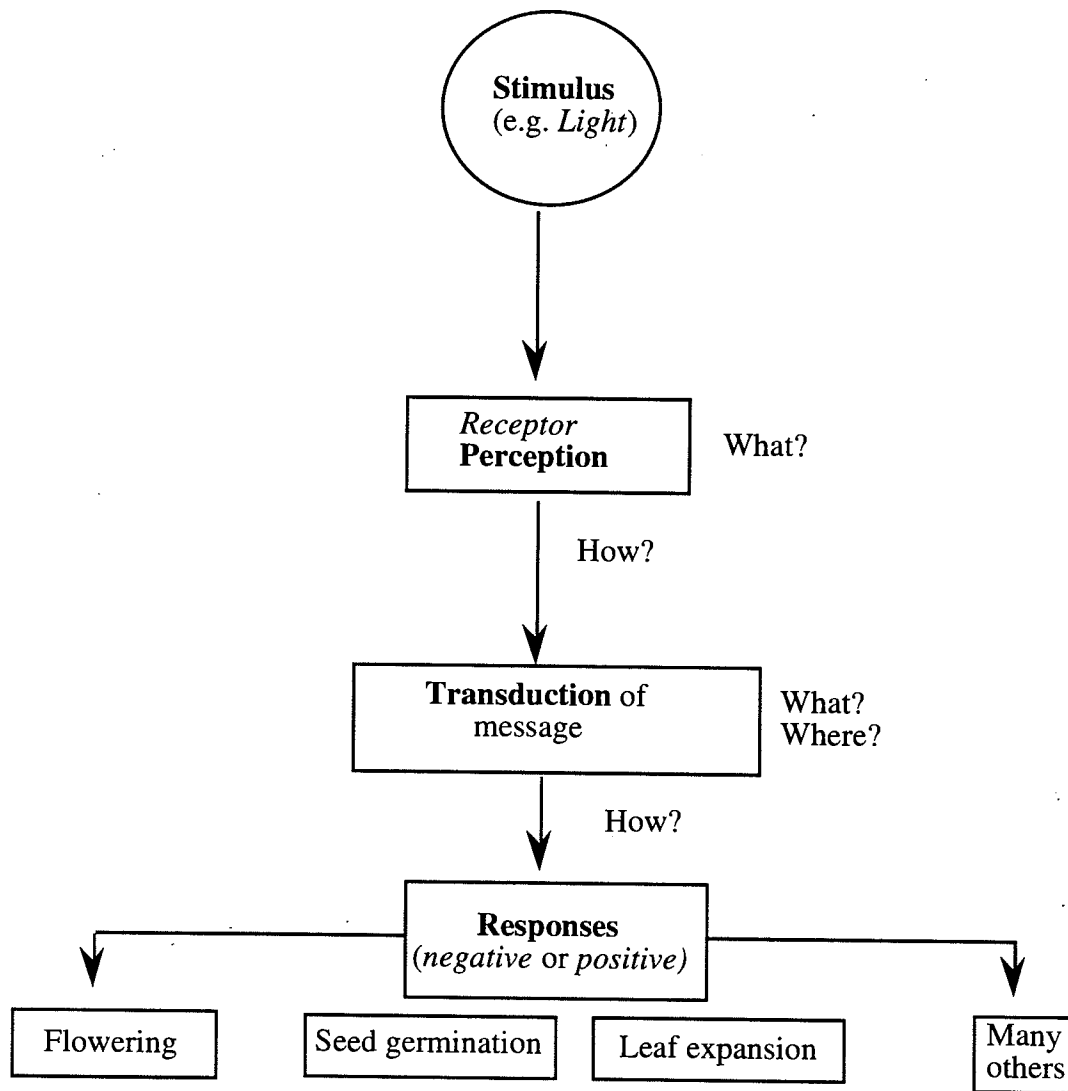 Stimulus
(e.g. Light)
Receptor
Perception
What?
How?
Transduction of
message
What?
Where?
How?
Responses
(negative or positive)
Flowering
Seed germination
Leaf expansion
Many
others